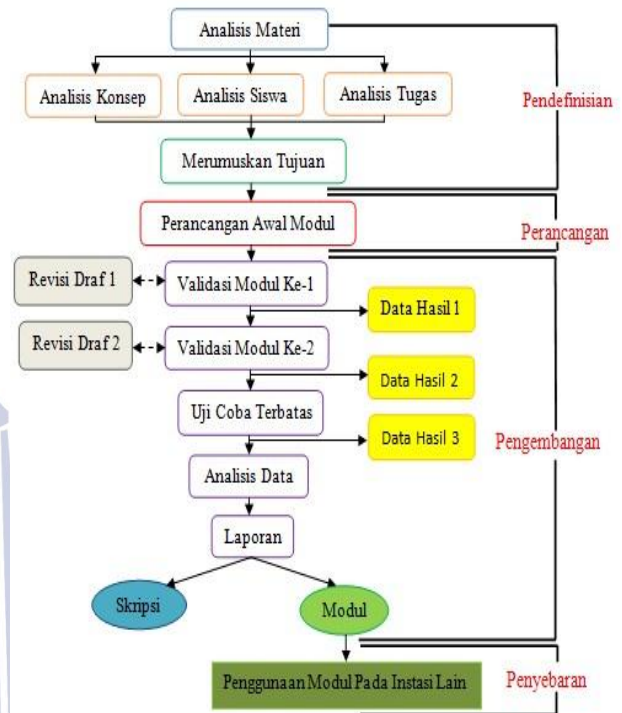 Analisis Materi
Analisis Konsep
Analisis Siswa
Analisis Tugas
Pendefinisian
Merumuskan Tujuan
Perancangan Awal Modul
Perancangan
Revisi Draf 1
Validasi Modul Ke-1
Data Hasil 1
Revisi Draf 2
Validasi Modul Ke-2
Data Hasil 2
Uji Coba Terbatas
Data Hasil 3
Pengembangan
Analisis Data
Laporan
Skripsi
Modul
Penggunaan Modul Pada Instasi Lain
Penyebaran